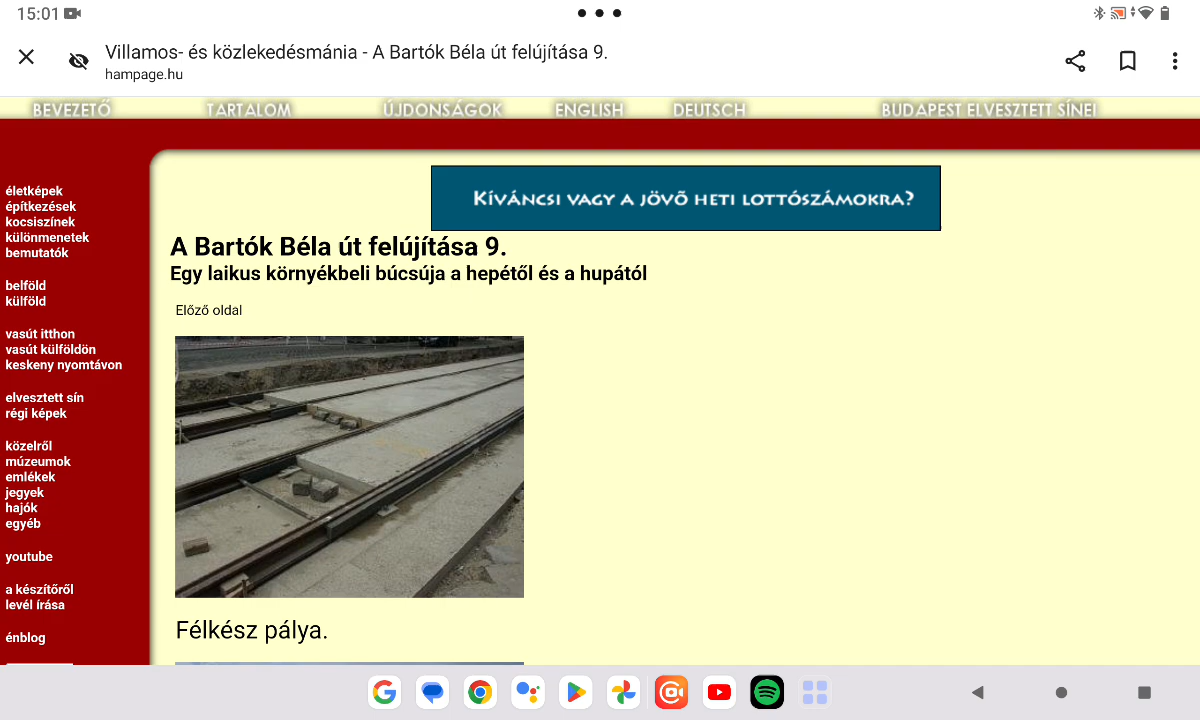 15:01
Villamos- és közlekedésmánia - A Bartók Béla út felújítása 9.
hampage.hu
BEVEZETŐ TARTALOM ÚJDONSÁGOK ENGLISH DEUTSCH BUDAPEST ELVESZTETT SÍNEI
Kíváncsi vagy a jövõ heti lottószámokra?
A Bartók Béla út felújítása 9.
Egy laikus környékbeli búcsúja a hepétől és a hupától
Előző oldal
Félkész pálya.
életképek
építkezések
kocsiszínek
különmenetek
bemutatók
belföld
külföld
vasút itthon
vasút külföldön
keskeny nyomtávon
elvesztett sín
régi képek
közelről
múzeumok
emlékek
jegyek
hajók
egyéb
youtube
a készítőről
levél írása
énblog